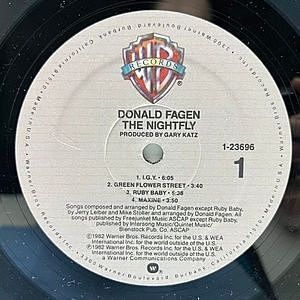 WB
RECORDS
DONALD FAGEN
THE NIGHTFLY
PRODUCED BY GARY KATZ
1-23696
1
1. I.G.Y. • 6:05
2. GREEN FLOWER STREET • 3:40
3. RUBY BABY • 5:38
4. MAXINE • 3:50
Songs composed and arranged by Donald Fagen except Ruby Baby,
by Jerry Leiber and Mike Stoller and arranged by Donald Fagen. All
songs published by Freejunket Music ASCAP except Ruby Baby,
published by Intersong Music/Quintet Music/
Bienstock Pub. Co. ASCAP
©1982 Warner Bros. Records Inc. for the U.S. & WEA
International Inc. for the world outside of the U.S.
℗1982 Warner Bros. Records Inc. for the U.S. & WEA
International Inc. for the world outside of the U.S.
a Warner Communications Company